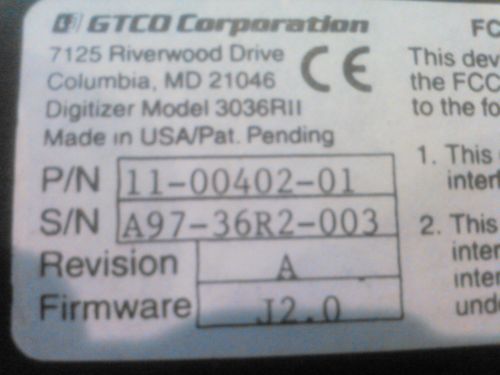 GTCO Corporation
7125 Riverwood Drive
Columbia, MD 21046
CE
Digitizer Model 3036RII
Made in USA/Pat. Pending
P/N 11-00402-01
S/N A97-36R2-003
Revision A
Firmware J2.0
FC
This dev
the FCC
to the fo
1. This
interf
2. This
inter
inter
und